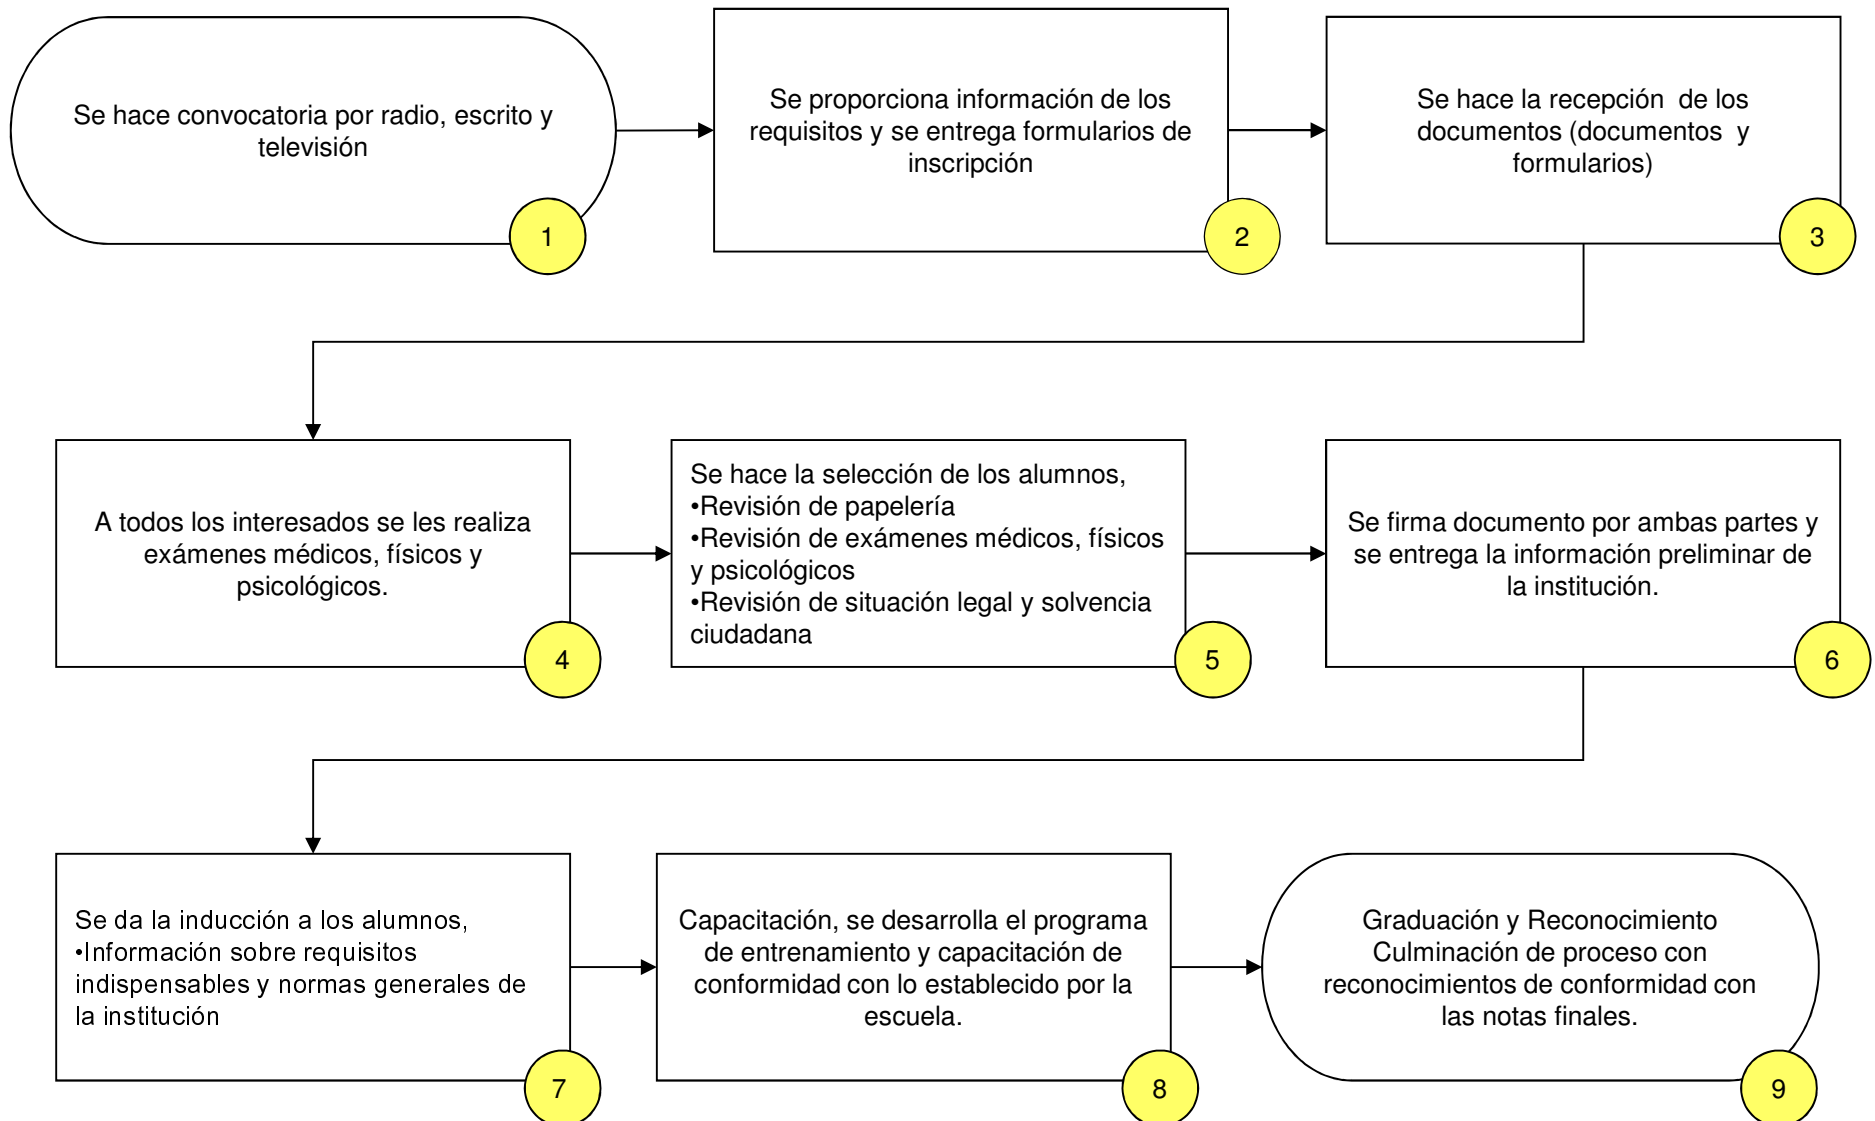 Se hace convocatoria por radio, escrito y
televisión
1
Se proporciona información de los
requisitos y se entrega formularios de
inscripción
2
Se hace la recepción  de los
documentos (documentos  y
formularios)
3
A todos los interesados se les realiza
exámenes médicos, físicos y
psicológicos.
4
Se hace la selección de los alumnos,
•Revisión de papelería
•Revisión de exámenes médicos, físicos
y psicológicos
•Revisión de situación legal y solvencia
ciudadana
5
Se firma documento por ambas partes y
se entrega la información preliminar de
la institución.
6
Se da la inducción a los alumnos,
•Información sobre requisitos
indispensables y normas generales de
la institución
7
Capacitación, se desarrolla el programa
de entrenamiento y capacitación de
conformidad con lo establecido por la
escuela.
8
Graduación y Reconocimiento
Culminación de proceso con
reconocimientos de conformidad con
las notas finales.
9